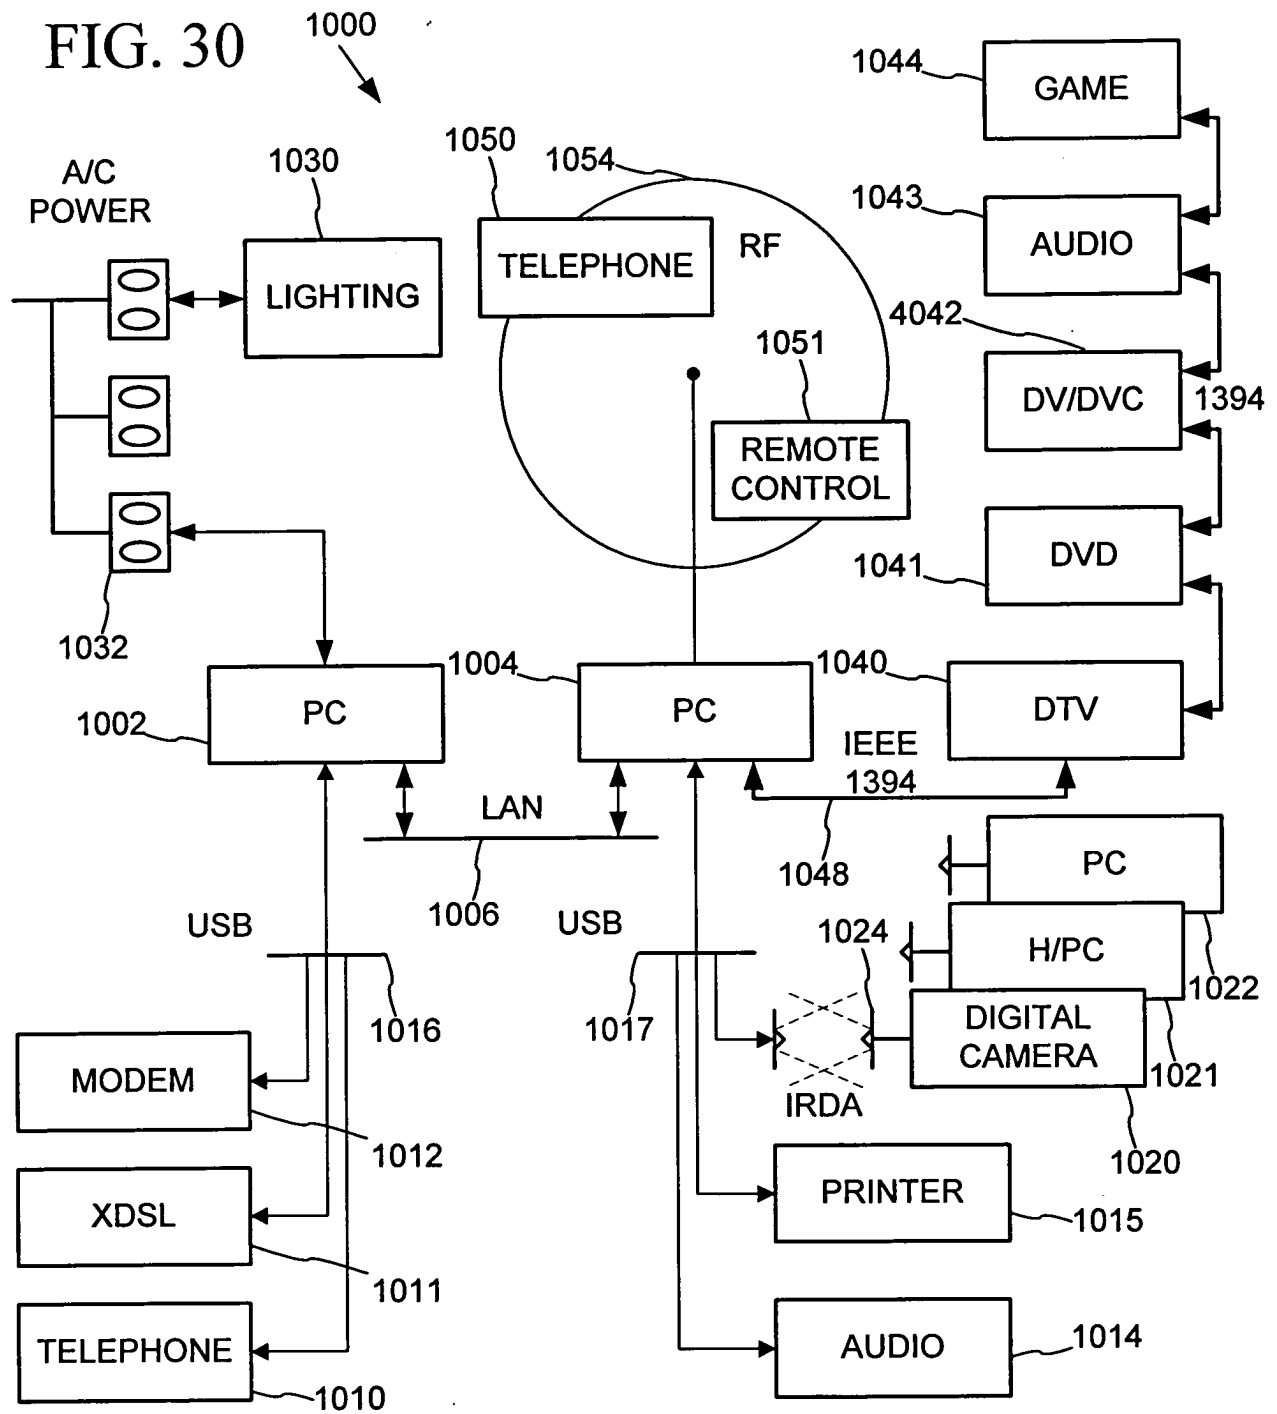 FIG. 30
1000
1044
GAME
1050
1054
1030
A/C
POWER
1043
AUDIO
RF
TELEPHONE
LIGHTING
4042
1051
DV/DVC
1394
REMOTE
CONTROL
DVD
1041
1032
1004
1040
PC
PC
DTV
1002
IEEE
1394
LAN
1048
PC
1006
USB
USB
1024
H/PC
1022
1016
1017
DIGITAL
CAMERA
1021
MODEM
IRDA
1012
1020
PRINTER
XDSL
1015
1011
TELEPHONE
AUDIO
1014
1010